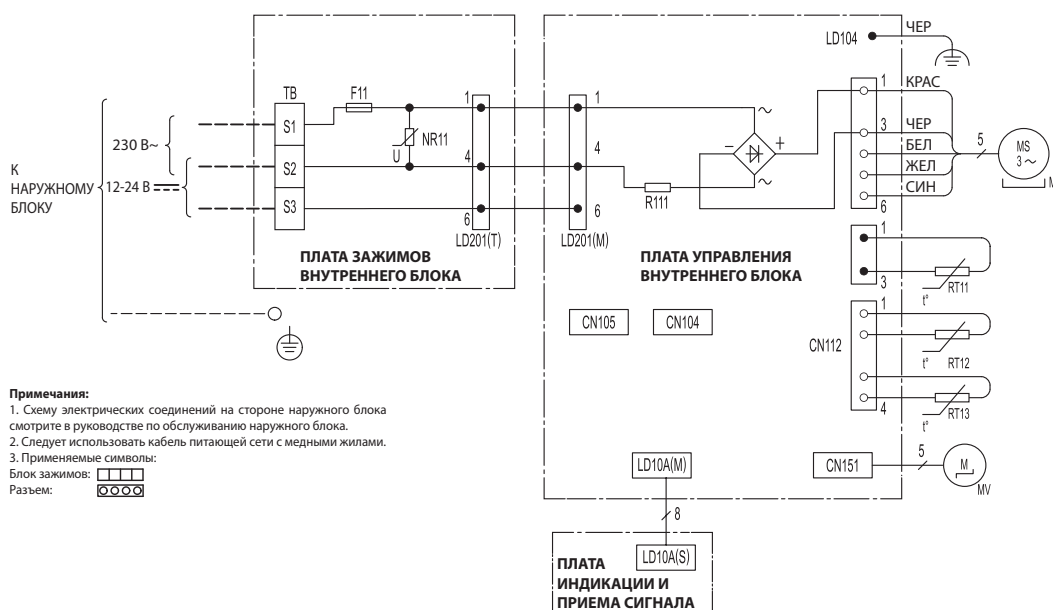 К
НАРУЖНОМУ
БЛОКУ
230 В~
12-24 В
TB
S1
S2
S3
F11
NR11
U
1
4
6
LD201(T)
ПЛАТА ЗАЖИМОВ
ВНУТРЕННЕГО БЛОКА
1
4
6
LD201(M)
R111
~
−
+
~
ПЛАТА УПРАВЛЕНИЯ
ВНУТРЕННЕГО БЛОКА
LD104
ЧЕР
1
КРАС
3
ЧЕР
БЕЛ
ЖЕЛ
СИН
6
5
MS
3~
1
3
t°
RT11
CN105
CN104
CN112
1
t°
RT12
4
t°
RT13
LD10A(M)
CN151
5
M
MV
8
LD10A(S)
ПЛАТА
ИНДИКАЦИИ И
ПРИЕМА СИГНАЛА
Примечания:
1. Схему электрических соединений на стороне наружного блока
смотрите в руководстве по обслуживанию наружного блока.
2. Следует использовать кабель питающей сети с медными жилами.
3. Применяемые символы:
Блок зажимов:
Разъем: